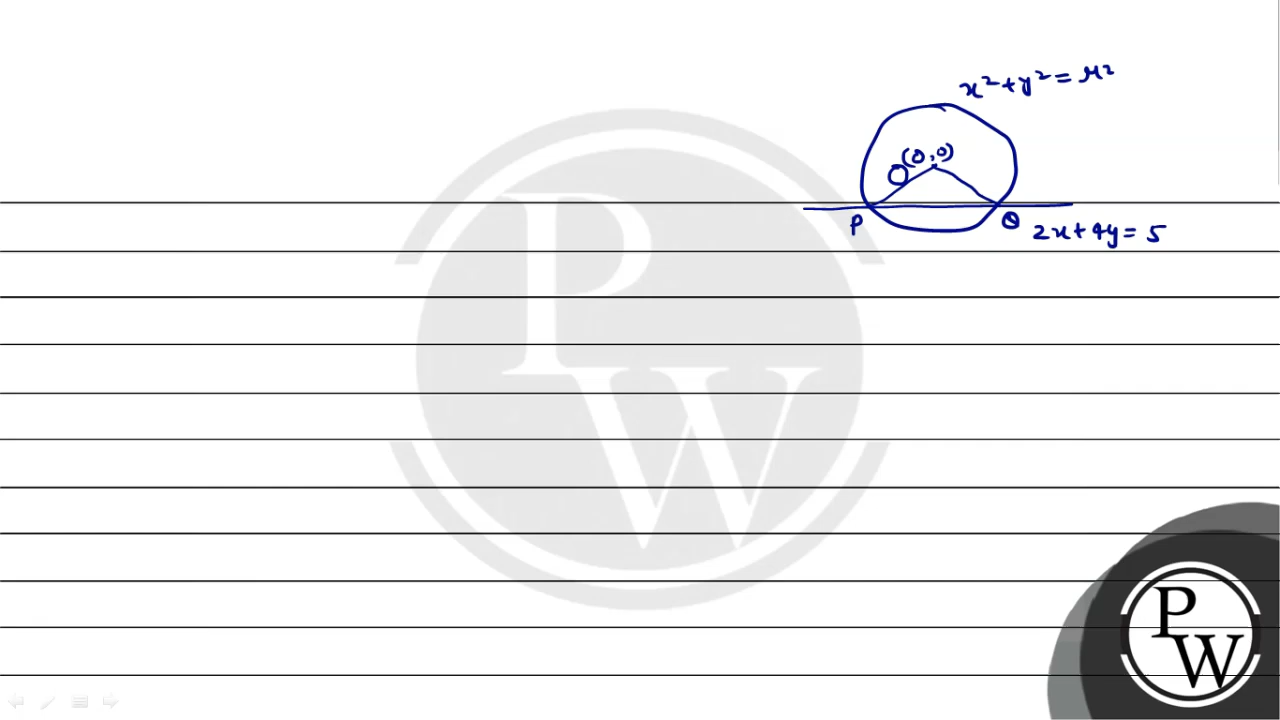 x² + y² = r²
(0,0)
O
P
Q
2x + 4y = 5
P
W
P
W